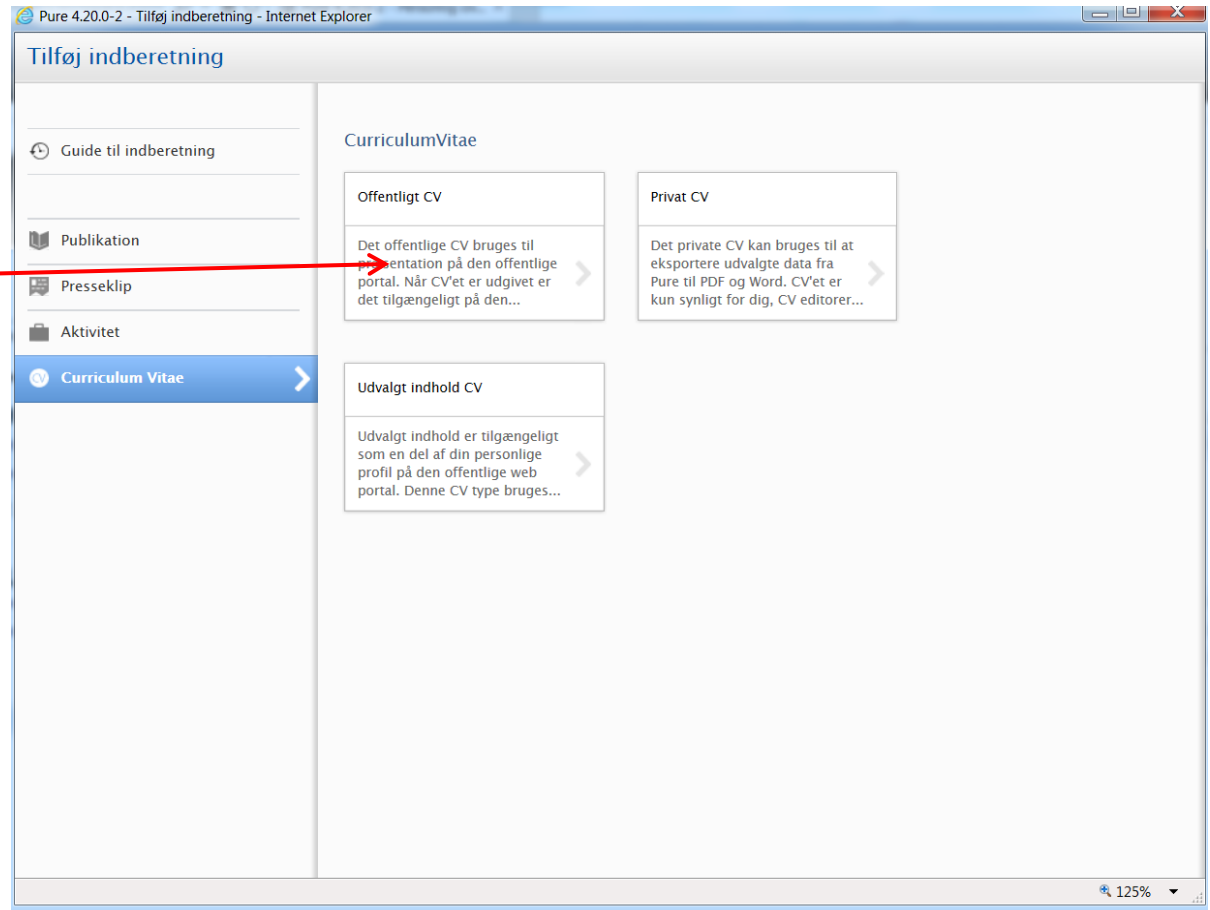 Pure 4.20.0-2 - Tilføj indberetning - Internet Explorer
Tilføj indberetning
Guide til indberetning
Publikation
Presseklip
Aktivitet
Curriculum Vitae
CurriculumVitae
Offentligt CV
Det offentlige CV bruges til
præsentation på den offentlige
portal. Når CV'et er udgivet er
det tilgængeligt på den...
Privat CV
Det private CV kan bruges til at
eksportere udvalgte data fra
Pure til PDF og Word. CV'et er
kun synligt for dig, CV editorer...
Udvalgt indhold CV
Udvalgt indhold er tilgængeligt
som en del af din personlige
profil på den offentlige web
portal. Denne CV type bruges...
125%